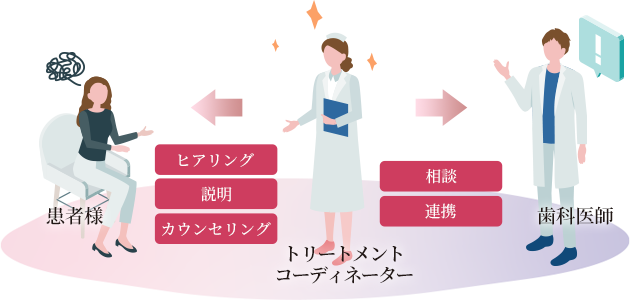 ヒアリング
説明
カウンセリング
相談
連携
患者様
トリートメント
コーディネーター
歯科医師